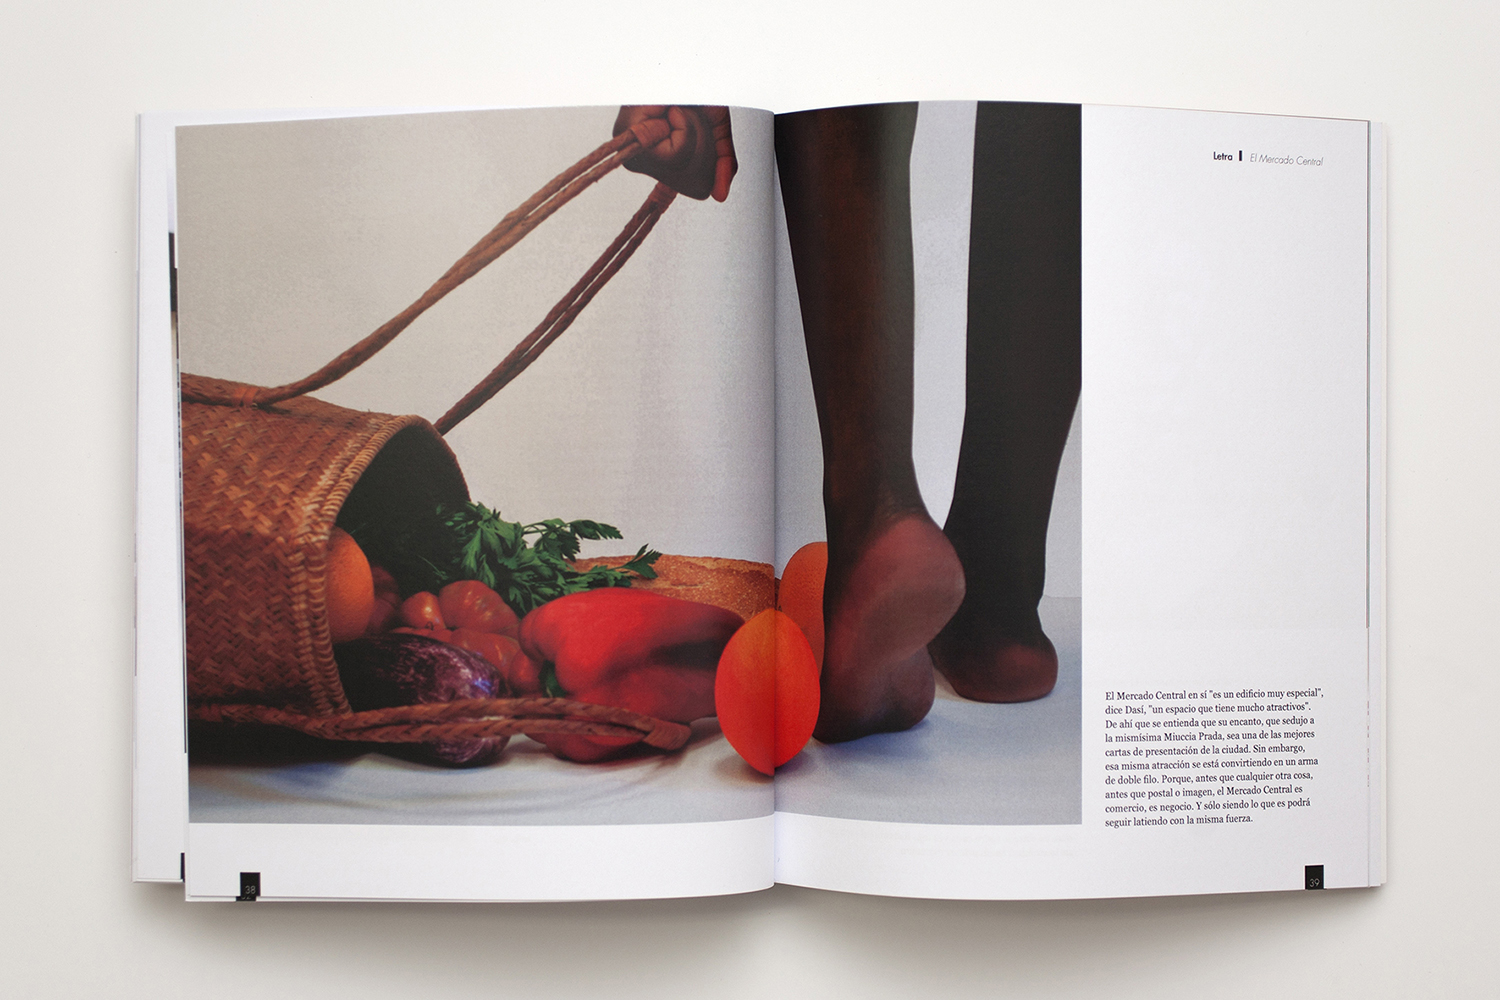 Letra El Mercado Central
El Mercado Central en sí "es un edificio muy especial",
dice Dasí, "un espacio que tiene mucho atractivos".
De ahí que se entienda que su encanto, que sedujo a
la mismísima Miuccia Prada, sea una de las mejores
cartas de presentación de la ciudad. Sin embargo,
esa misma atracción se está convirtiendo en un arma
de doble filo. Porque, antes que cualquier otra cosa,
antes que postal o imagen, el Mercado Central es
comercio, es negocio. Y sólo siendo lo que es podrá
seguir latiendo con la misma fuerza.
38
39